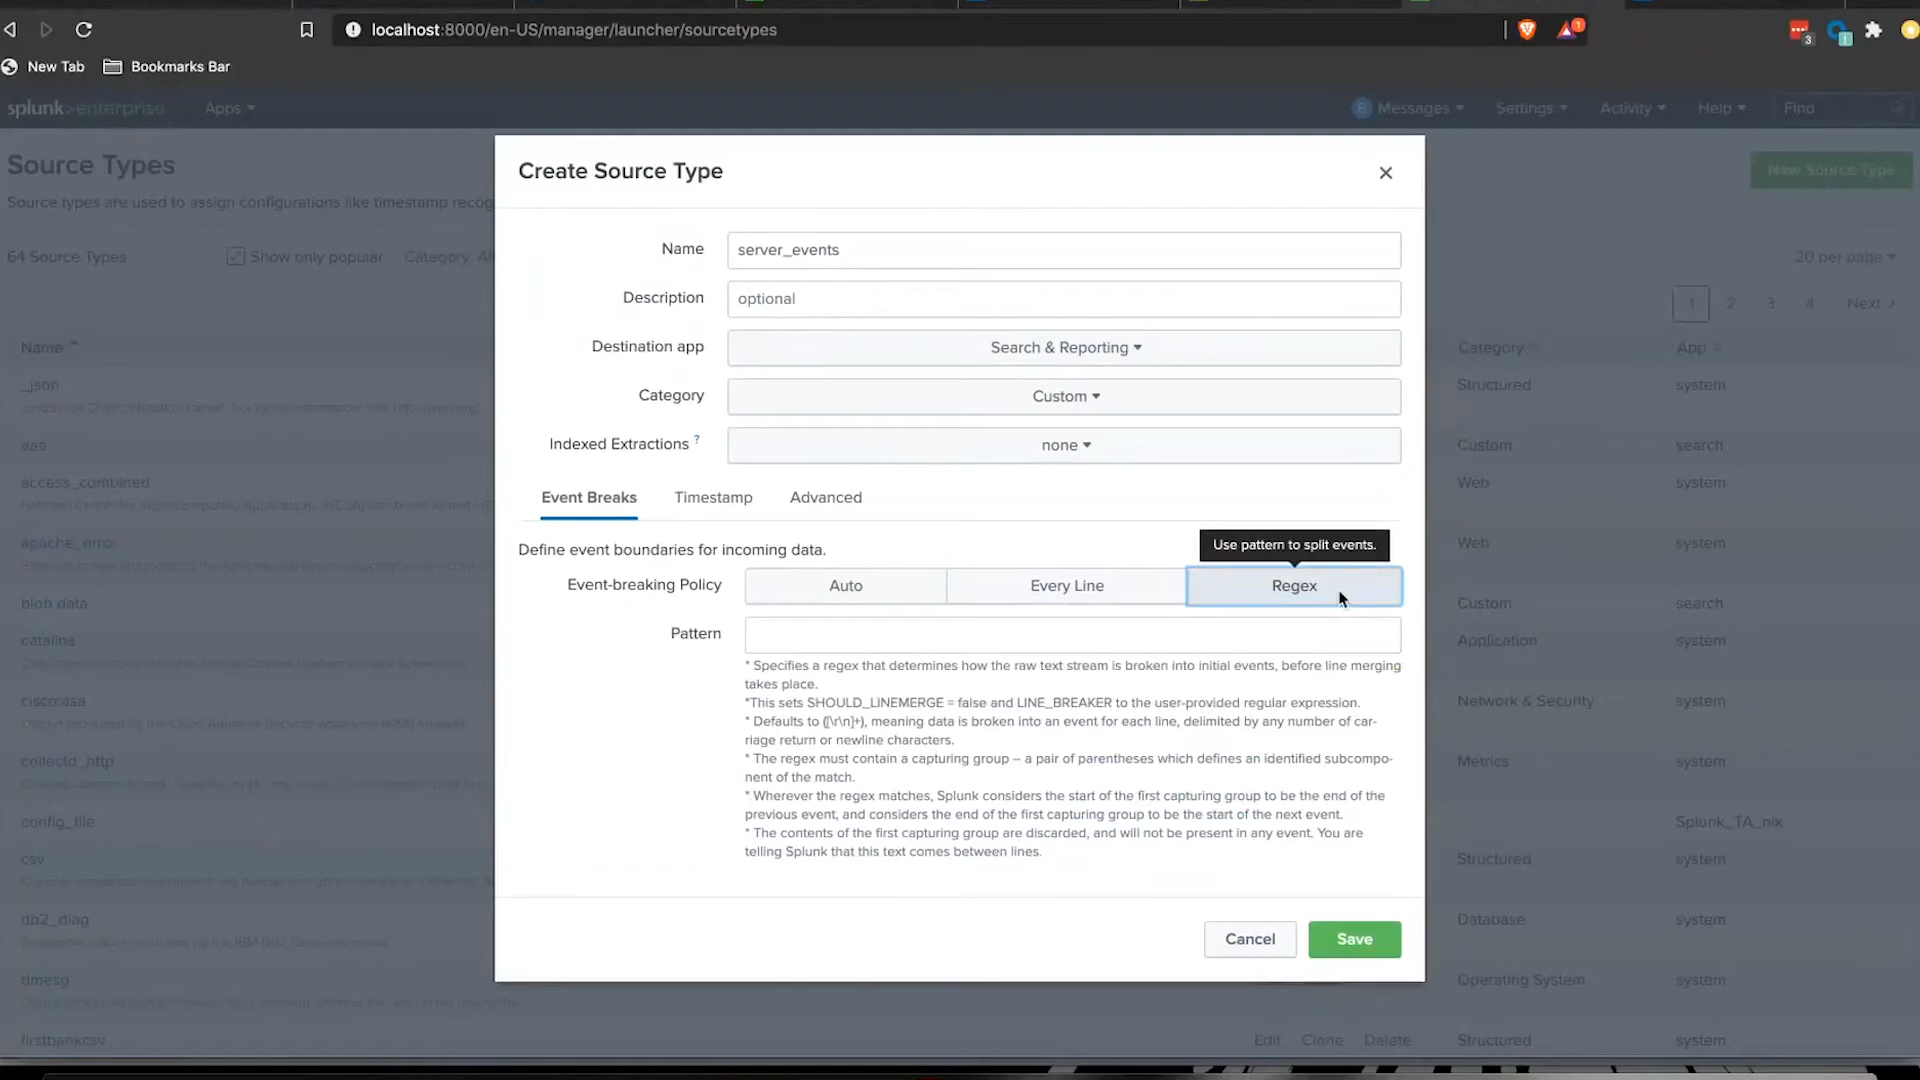 localhost:8000/en-US/manager/launcher/sourcetypes
1
3
New Tab
Bookmarks Bar
splunk>enterprise
Apps
6 Messages
Settings
Activity
Help
Find
Source Types
New Source Type
Source types are used to assign configurations like timestamp recog
64 Source Types
Show only popular
Category: Al
20 per page
1
2
3
4
Next >
Name
Category
App
_json
Structured
system
Custom
search
access_combined
Web
system
apache_error
Web
system
blob data
Custom
search
catalina
Application
system
cisco:asa
Network & Security
system
collectd_http
Metrics
system
config_file
Splunk_TA_nix
csv
Structured
system
db2_diag
Database
system
dmesg
Operating System
system
firstbankcsv
Edit
Clone
Delete
Structured
system
Create Source Type
Name
server_events
Description
optional
Destination app
Search & Reporting
Category
Custom
Indexed Extractions ?
none
Event Breaks
Timestamp
Advanced
Define event boundaries for incoming data.
Use pattern to split events.
Event-breaking Policy
Auto
Every Line
Regex
Pattern
* Specifies a regex that determines how the raw text stream is broken into initial events, before line merging
takes place.
*This sets SHOULD_LINEMERGE = false and LINE_BREAKER to the user-provided regular expression.
* Defaults to ([\r\n]+), meaning data is broken into an event for each line, delimited by any number of car-
riage return or newline characters.
* The regex must contain a capturing group – a pair of parentheses which defines an identified subcompo-
nent of the match.
* Wherever the regex matches, Splunk considers the start of the first capturing group to be the end of the
previous event, and considers the end of the first capturing group to be the start of the next event.
* The contents of the first capturing group are discarded, and will not be present in any event. You are
telling Splunk that this text comes between lines.
Cancel
Save